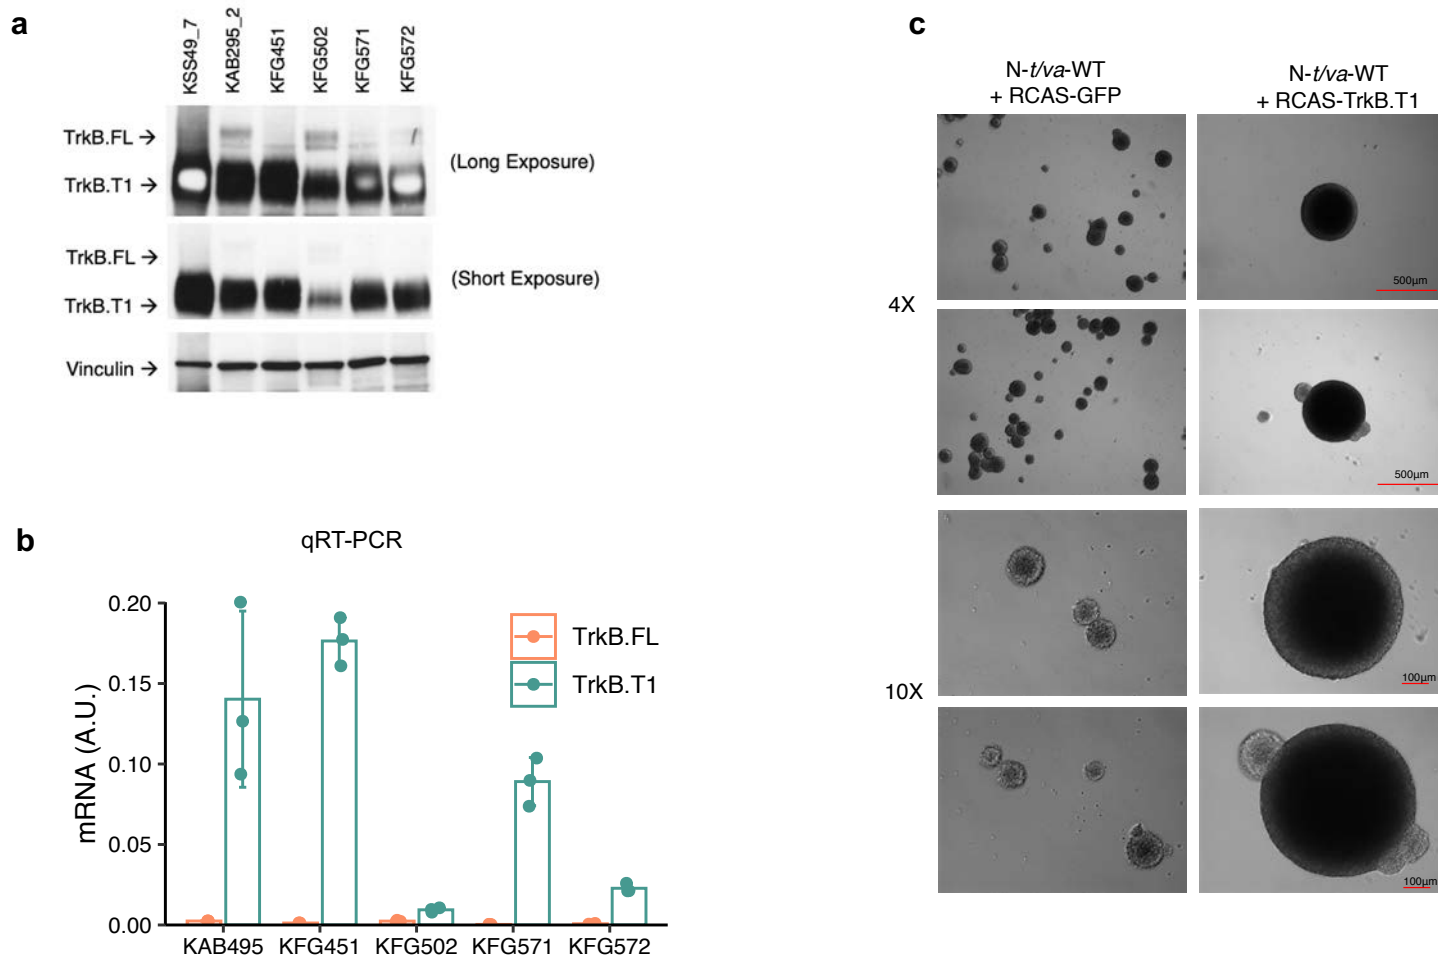 a
KSS49_7
KAB295_2
KFG451
KFG502
KFG571
KFG572
TrkB.FL →
TrkB.T1 →
(Long Exposure)
TrkB.FL →
TrkB.T1 →
(Short Exposure)
Vinculin →
b
qRT-PCR
mRNA (A.U.)
0.20
0.15
0.10
0.05
0.00
TrkB.FL
TrkB.T1
KAB495 KFG451 KFG502 KFG571 KFG572
c
N-t/va-WT
+ RCAS-GFP
N-t/va-WT
+ RCAS-TrkB.T1
4X
500µm
500µm
10X
100µm
100µm